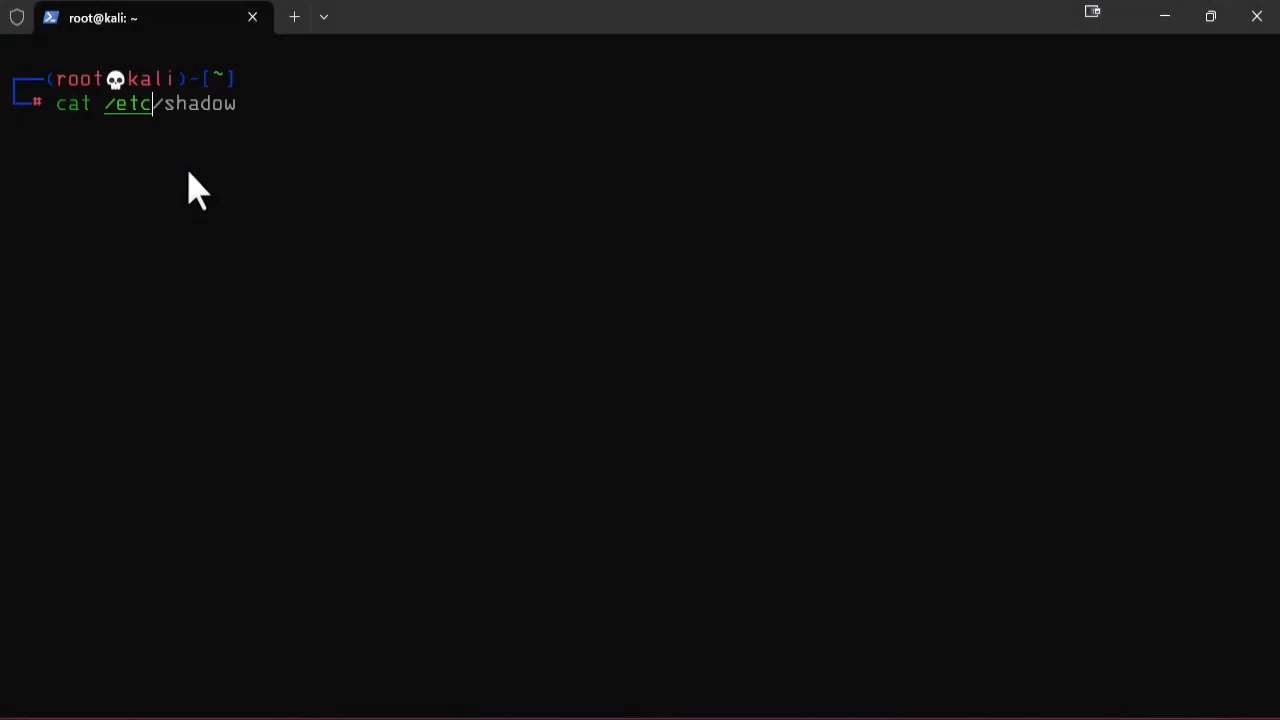 root@kali: ~
(root💀kali)-[~]
# cat /etc/shadow